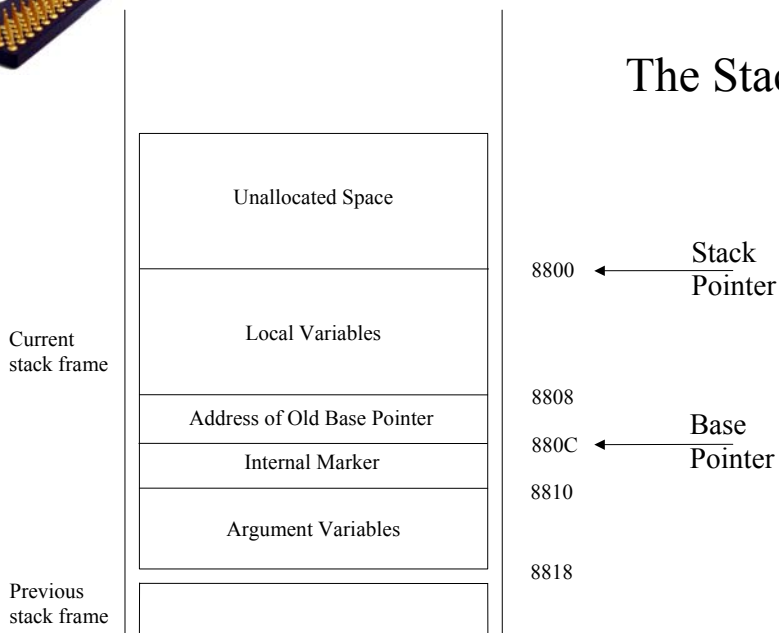 The Stac
Unallocated Space
8800
Stack
Pointer
Current
stack frame
Local Variables
8808
Address of Old Base Pointer
880C
Base
Pointer
Internal Marker
8810
Argument Variables
8818
Previous
stack frame